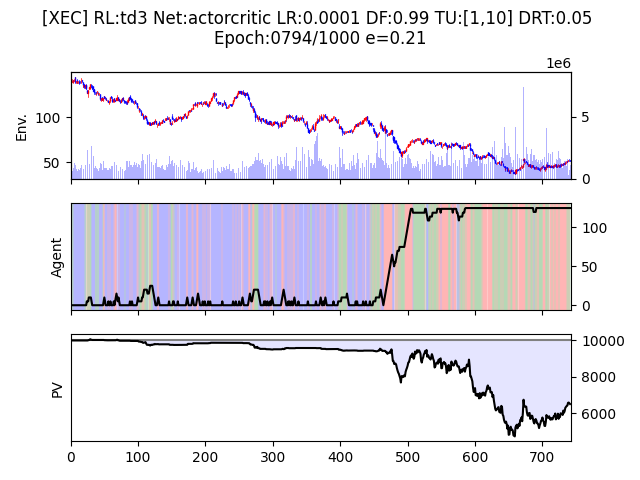 [XEC] RL:td3 Net:actorcritic LR:0.0001 DF:0.99 TU:[1,10] DRT:0.05
Epoch:0794/1000 e=0.21
1e6
Env.
100
50
5
0
Agent
100
50
0
PV
10000
8000
6000
0 100 200 300 400 500 600 700